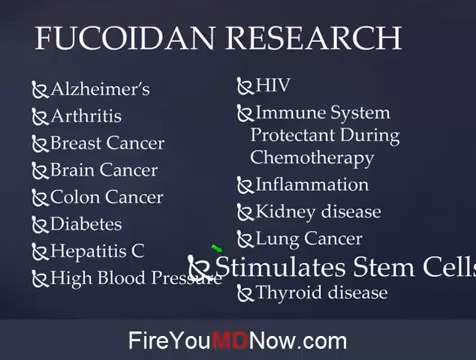 FUCOIDAN RESEARCH
Alzheimer's
Arthritis
Breast Cancer
Brain Cancer
Colon Cancer
Diabetes
Hepatitis C
High Blood Pressure
HIV
Immune System
Protectant During
Chemotherapy
Inflammation
Kidney disease
Lung Cancer
Stimulates Stem Cells
Thyroid disease
FireYouMDNow.com